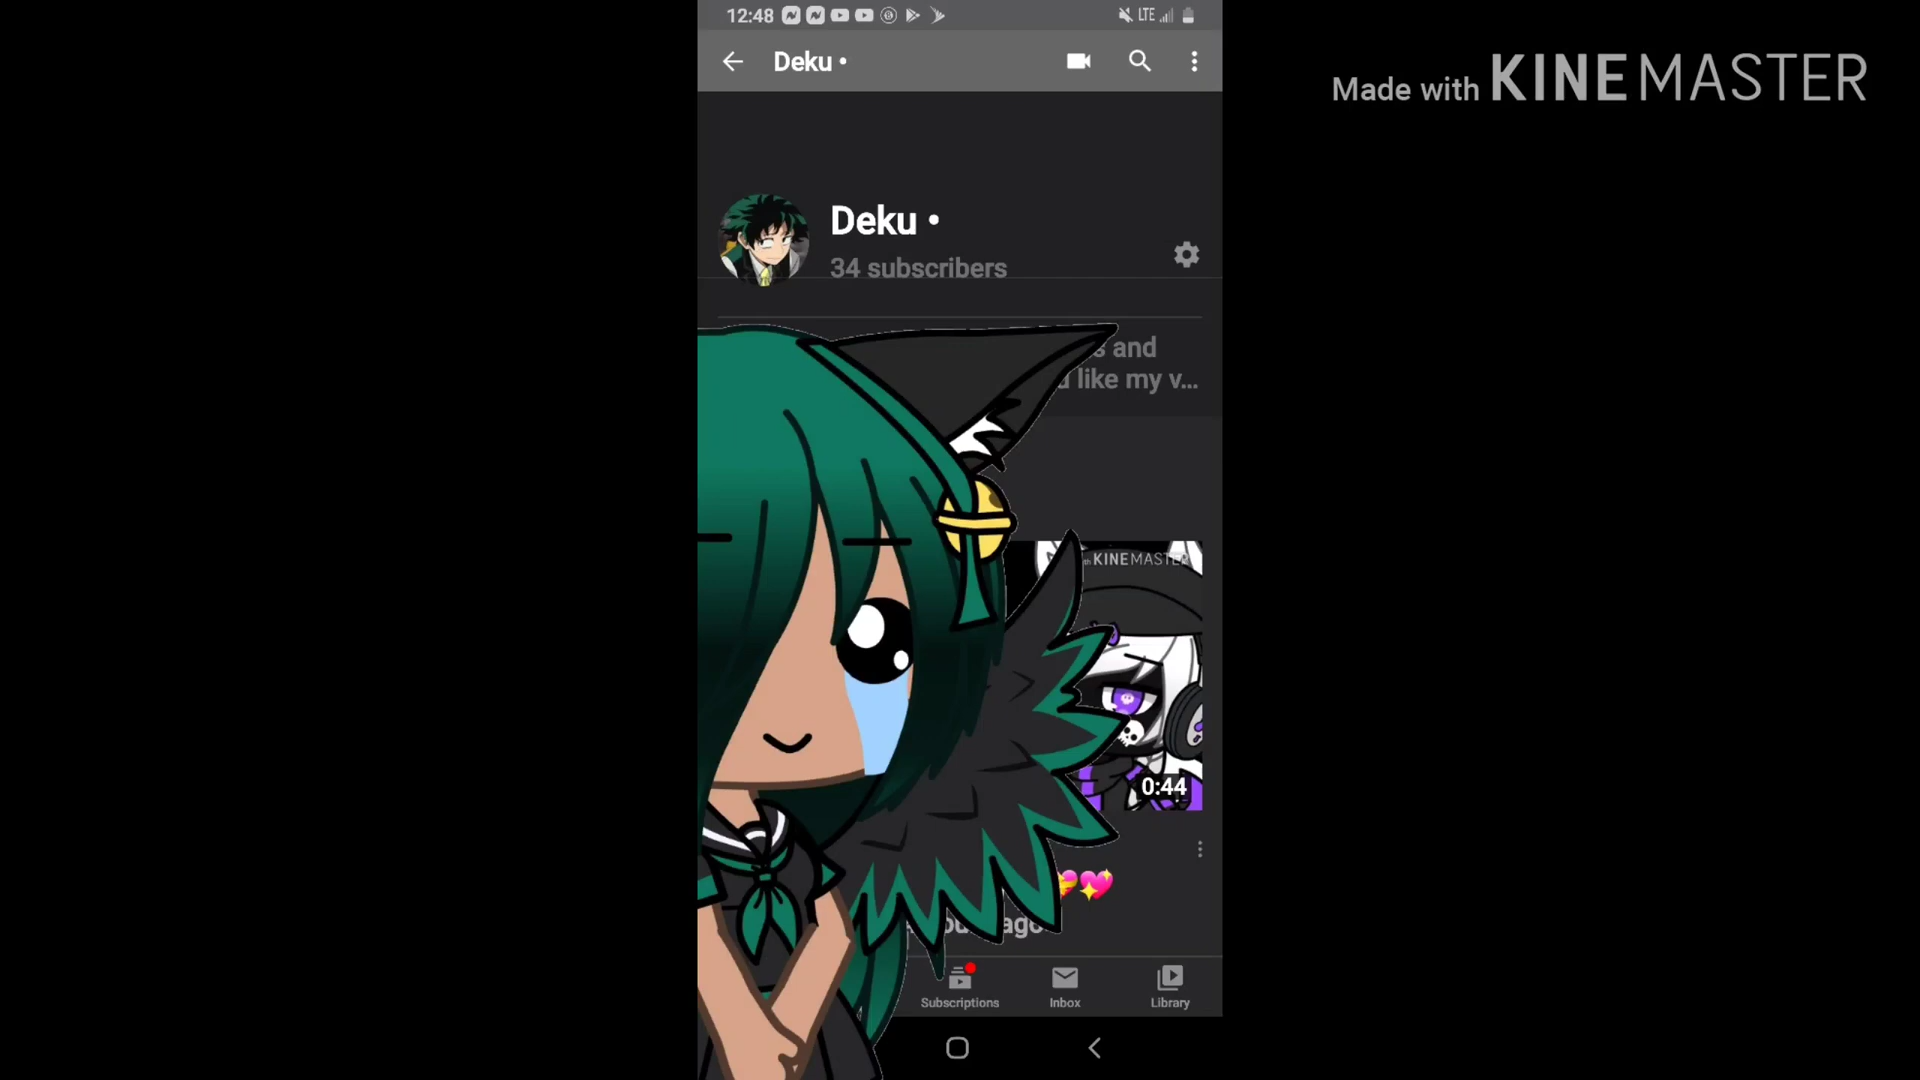 12:48 LTE
Deku •
Made with KINEMASTER
Deku •
34 subscribers
and
like my v...
KINEMASTER
0:44
ago
Subscriptions Inbox Library